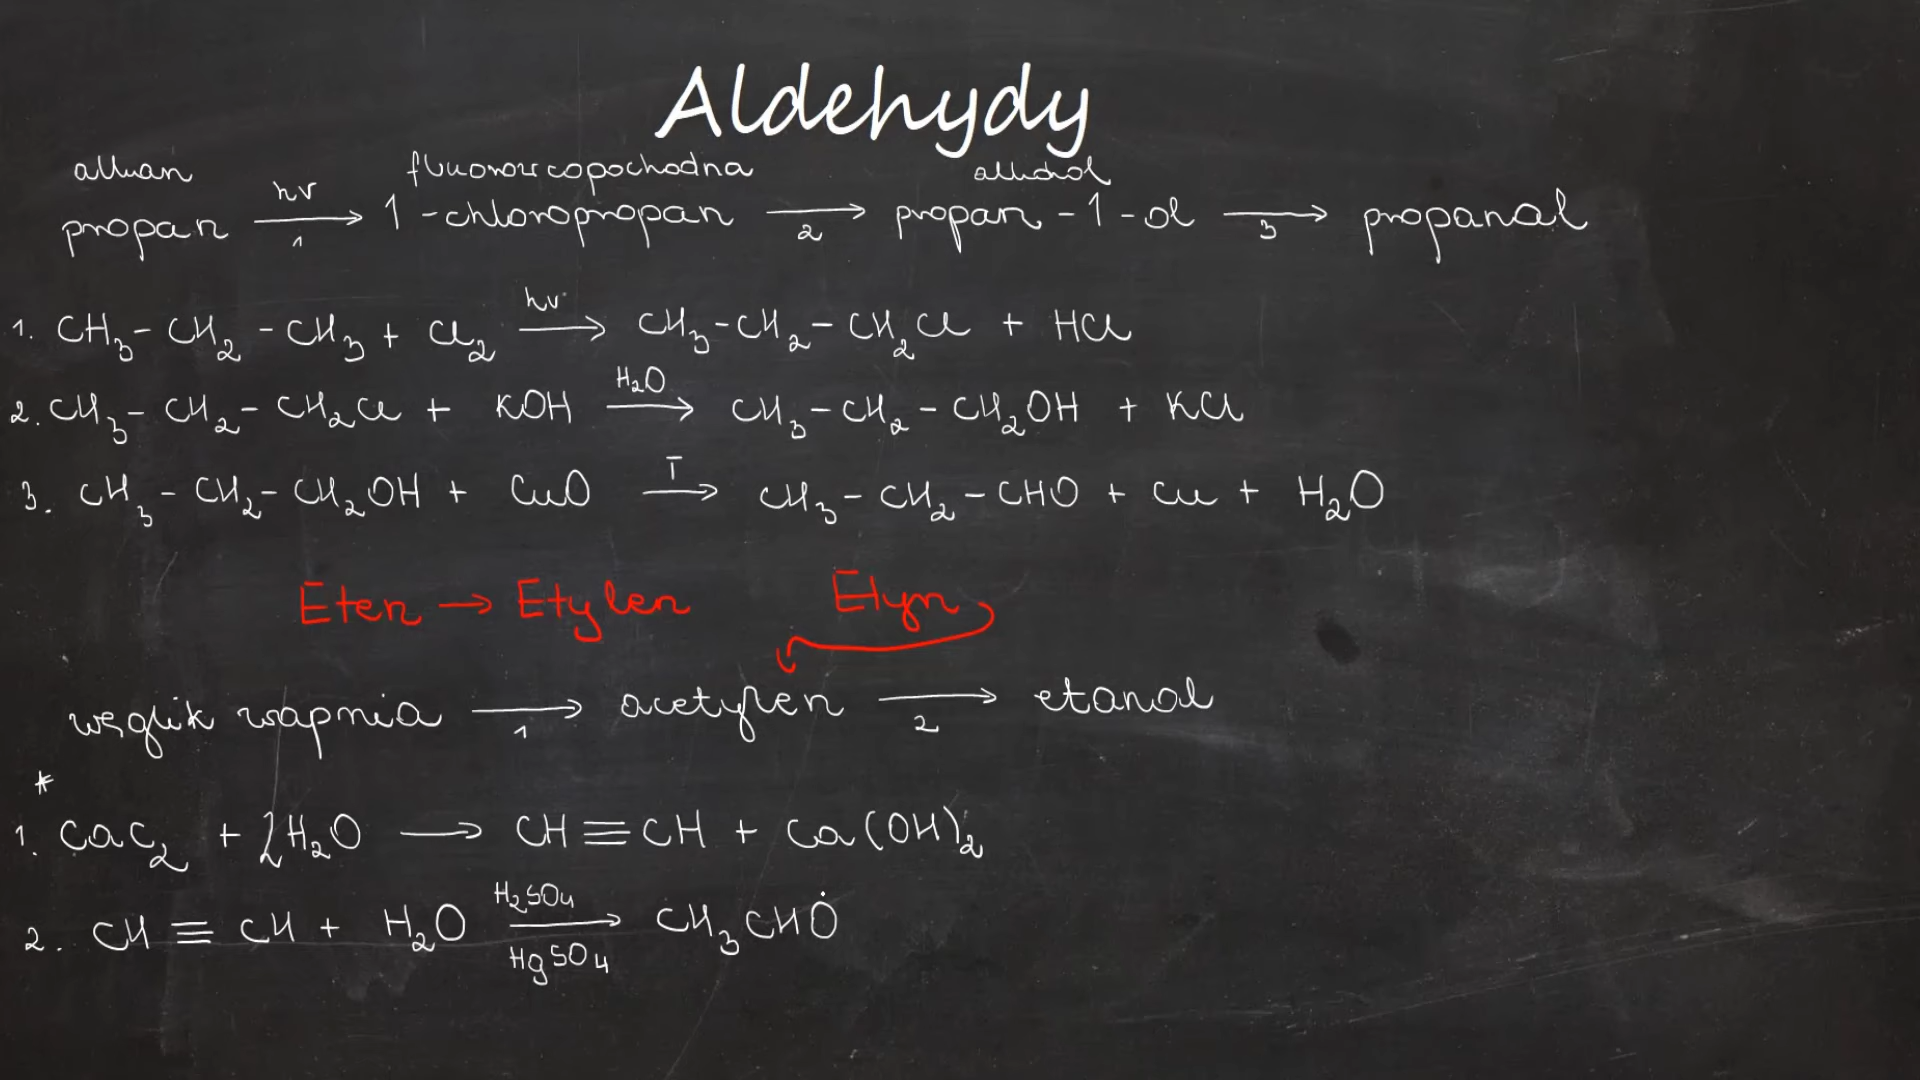 Aldehydy
alkan fluorowcopochodna alkohol
propan hv→1 1-chloropropan →2 propan-1-ol →3 propanal
1. CH3-CH2-CH3 + Cl2 hv→ CH3-CH2-CH2Cl + HCl
2. CH3-CH2-CH2Cl + KOH H2O→ CH3-CH2-CH2OH + KCl
3. CH3-CH2-CH2OH + CuO T→ CH3-CH2-CHO + Cu + H2O
Eten → Etylen Etyn
węglik wapnia →1 acetylen →2 etanal
*
1. CaC2 + 2H2O → CH≡CH + Ca(OH)2
2. CH≡CH + H2O H2SO4→HgSO4 CH3CHO